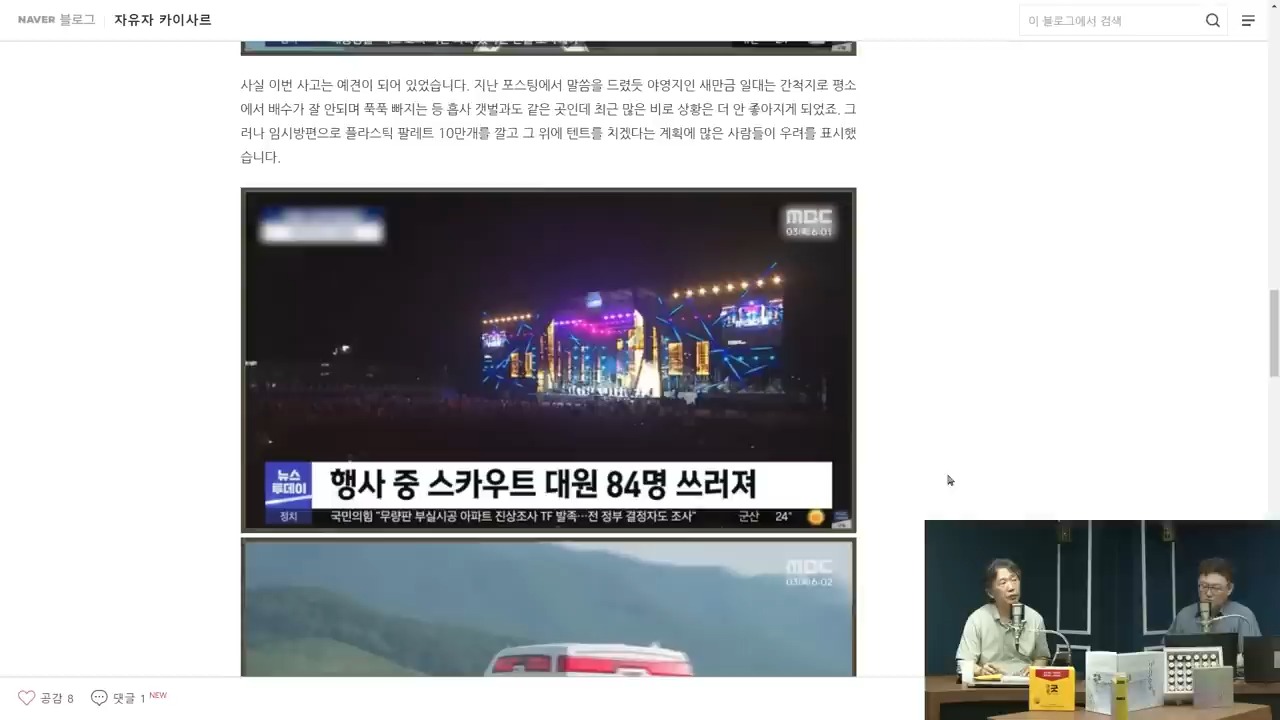 NAVER 블로그
자유자 카이사르
이 블로그에서 검색
사실 이번 사고는 예견이 되어 있었습니다. 지난 포스팅에서 말씀을 드렸듯 야영지인 새만금 일대는 간척지로 평소
에서 배수가 잘 안되며 푹푹 빠지는 등 흡사 갯벌과도 같은 곳인데 최근 많은 비로 상황은 더 안 좋아지게 되었죠. 그
러나 임시방편으로 플라스틱 팔레트 10만개를 깔고 그 위에 텐트를 치겠다는 계획에 많은 사람들이 우려를 표시했
습니다.
MBC
03(목)6:01
뉴스
투데이
행사 중 스카우트 대원 84명 쓰러져
정치
국민의힘 "무량판 부실시공 아파트 진상조사 TF 발족…전 정부 결정자도 조사"
군산 24°
MBC
03(목)6:02
공감 8
댓글 1 NEW